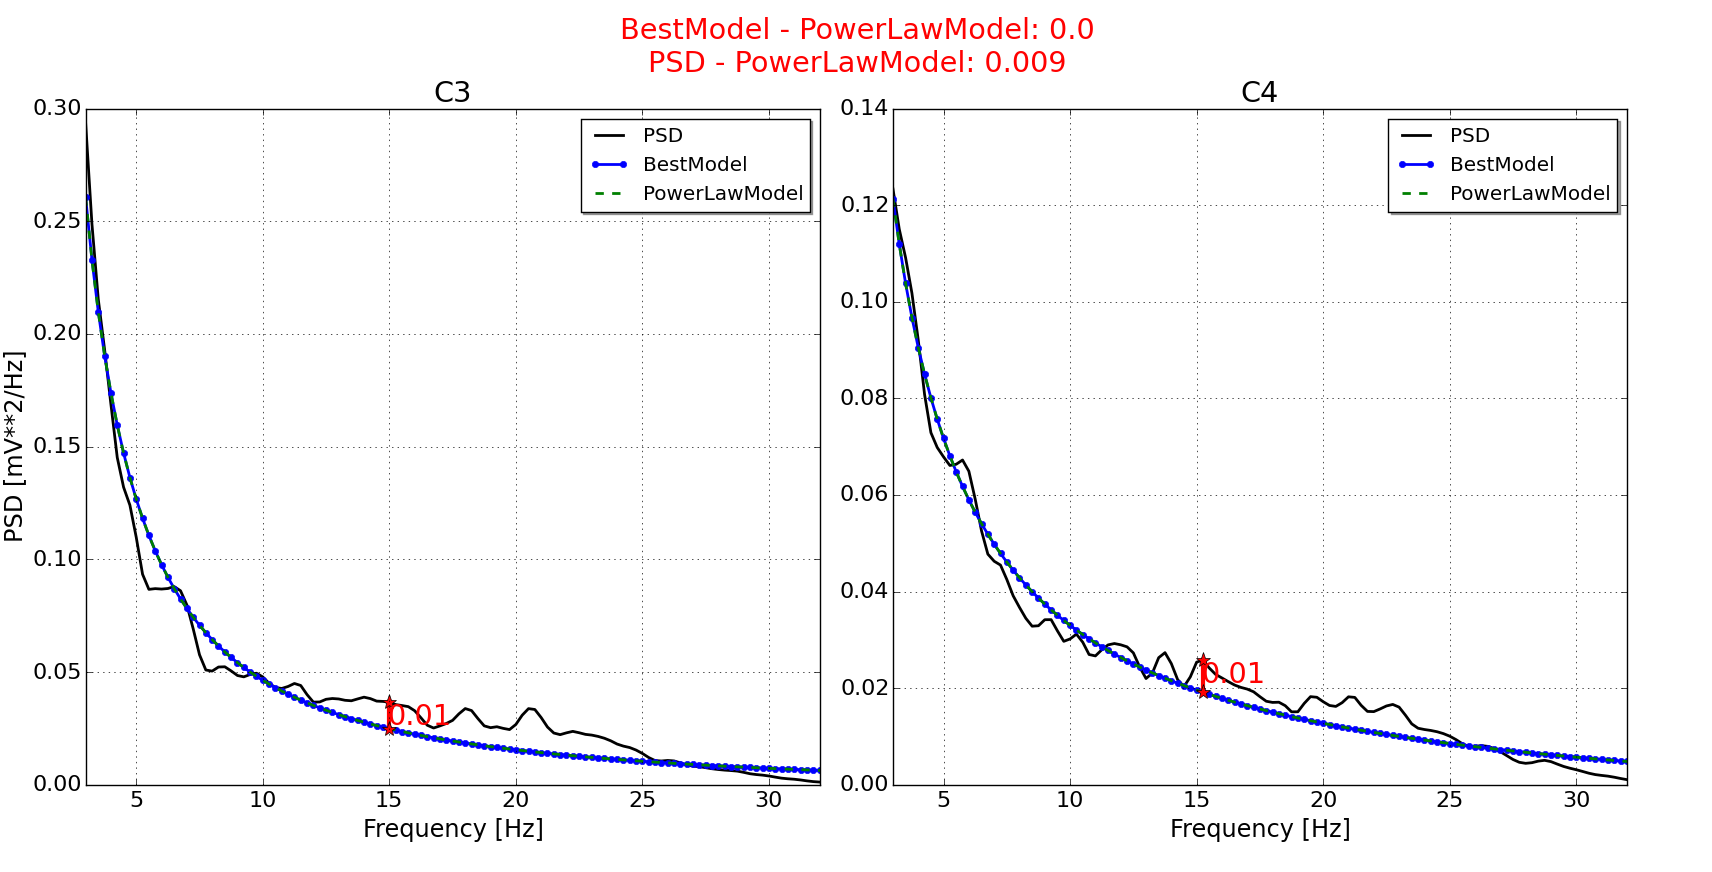 BestModel - PowerLawModel: 0.0
PSD - PowerLawModel: 0.009
C3
0.30
0.25
0.20
0.15
0.10
0.05
0.00
PSD [mV**2/Hz]
PSD
BestModel
PowerLawModel
0.01
5 10 15 20 25 30
Frequency [Hz]
C4
0.14
0.12
0.10
0.08
0.06
0.04
0.02
0.00
PSD
BestModel
PowerLawModel
0.01
5 10 15 20 25 30
Frequency [Hz]